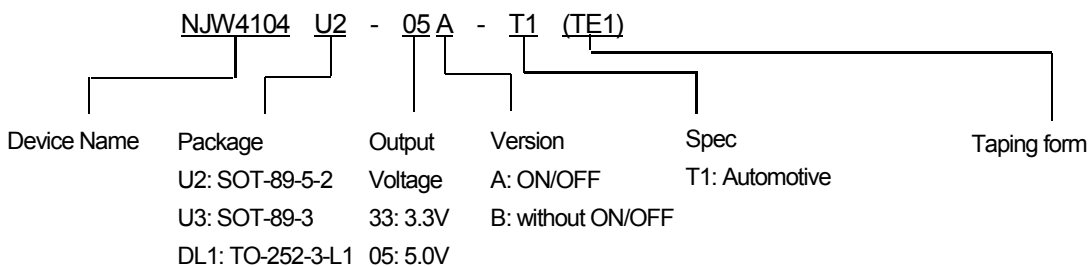 NJW4104 U2 - 05 A - T1 (TE1)
Device Name Package Output Version Spec Taping form
U2: SOT-89-5-2 Voltage A: ON/OFF T1: Automotive
U3: SOT-89-3 33: 3.3V B: without ON/OFF
DL1: TO-252-3-L1 05: 5.0V